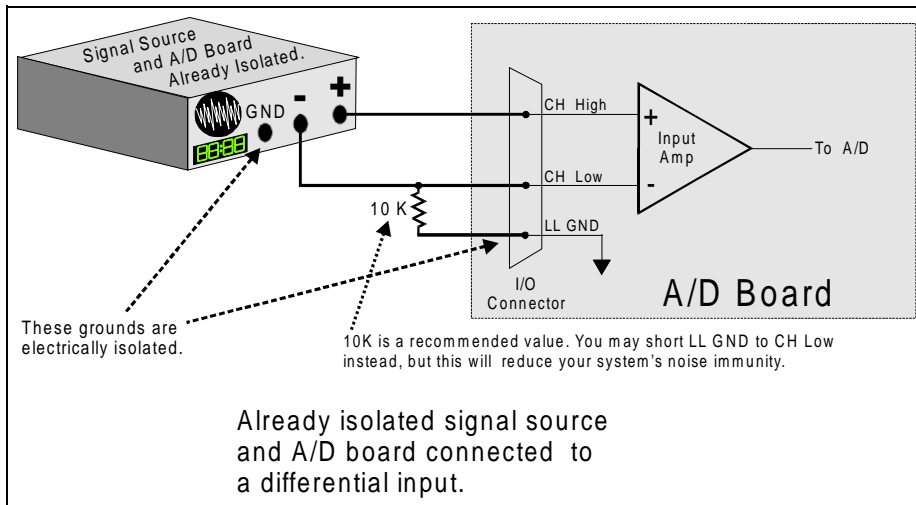 Signal Source
and A/D Board
Already Isolated.
GND
-
+
88:88
CH High
+
Input
Amp
To A/D
CH Low
-
10 K
LL GND
I/O
Connector
A/D Board
These grounds are
electrically isolated.
10K is a recommended value. You may short LL GND to CH Low
instead, but this will reduce your system's noise immunity.
Already isolated signal source
and A/D board connected to
a differential input.